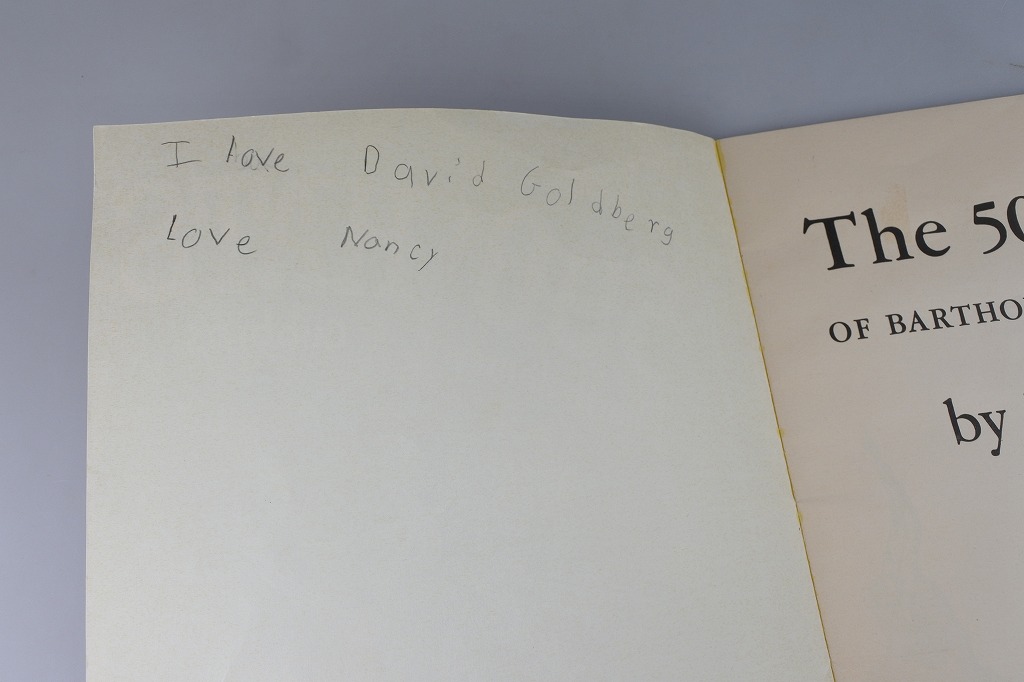 I love David Goldberg
Love Nancy
The 50
OF BARTHO
by